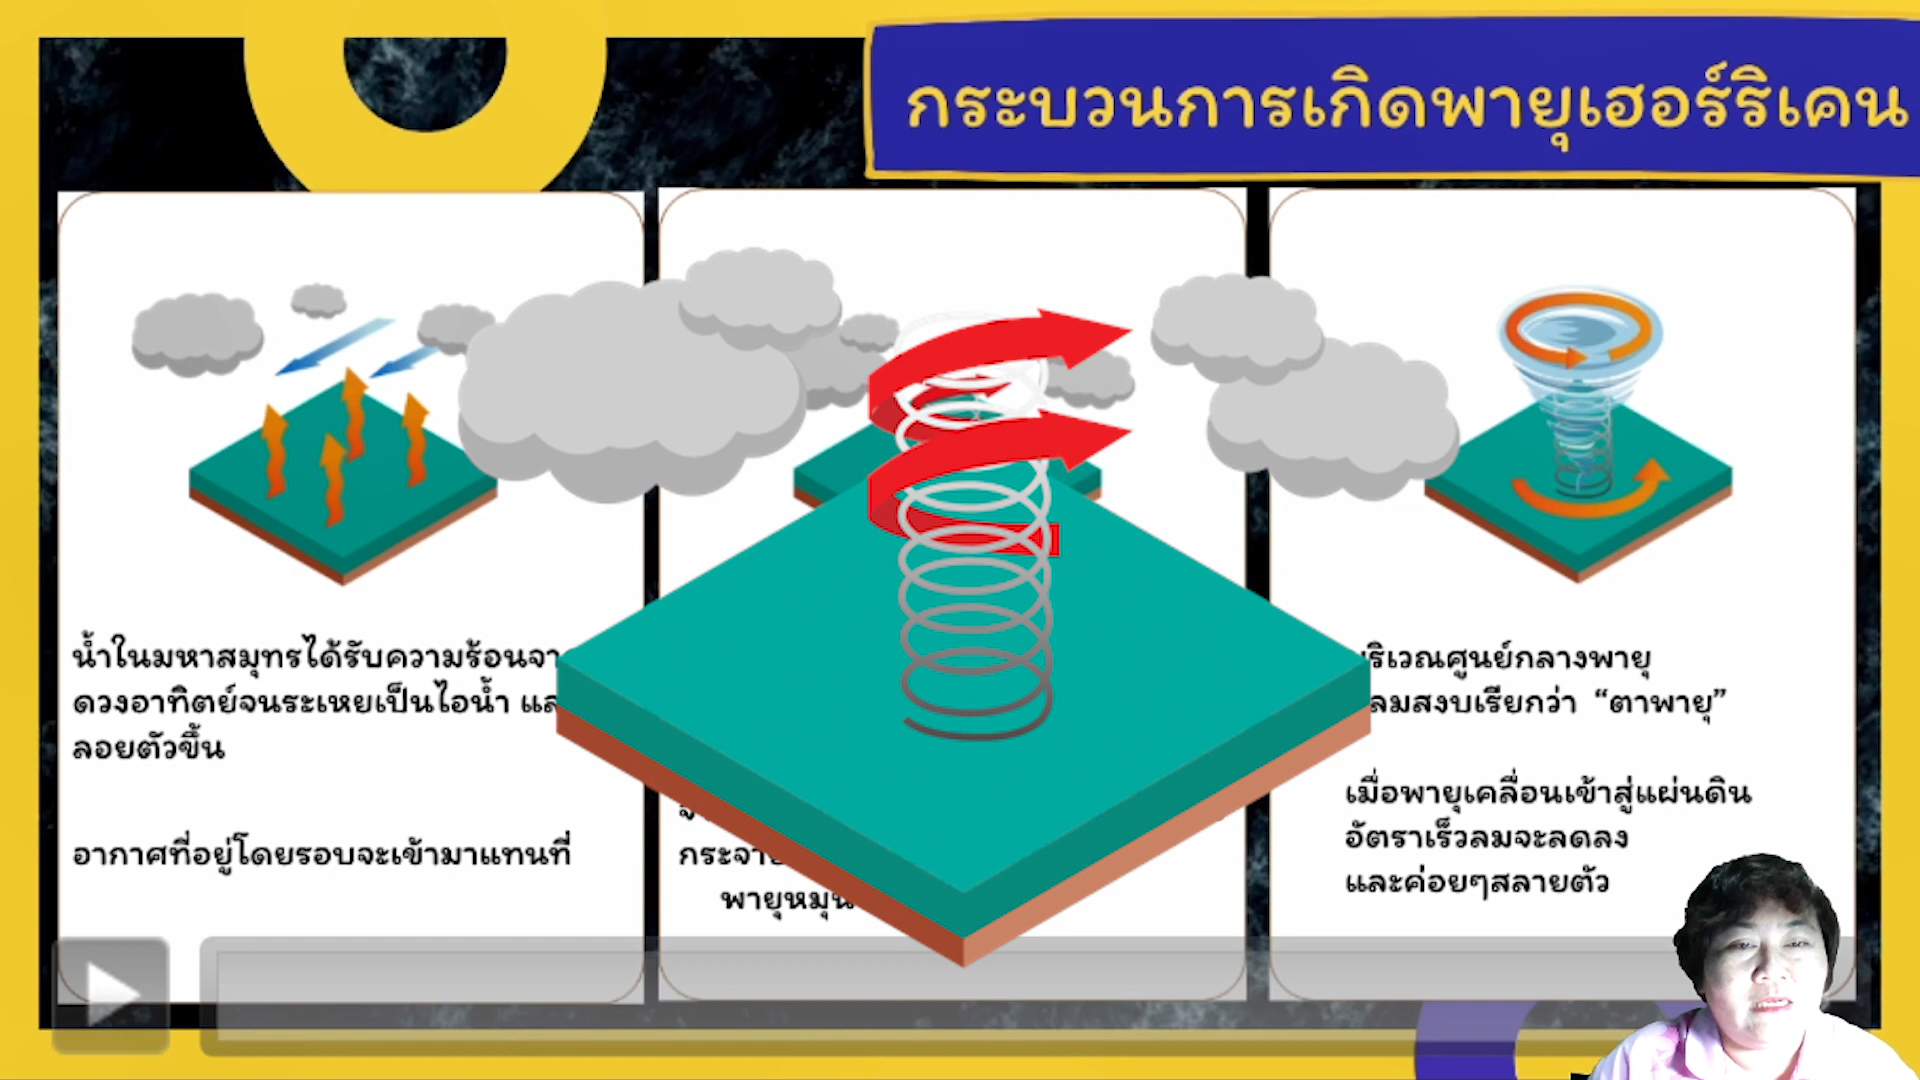 กระบวนการเกิดพายุเฮอร์ริเคน
น้ำในมหาสมุทรได้รับความร้อนจา
ดวงอาทิตย์จนระเหยเป็นไอน้ำ
ลอยตัวขึ้น
อากาศที่อยู่โดยรอบจะเข้ามาแทนที่
พายุหมุน
บริเวณศูนย์กลางพายุ
ลมสงบเรียกว่า “ตาพายุ”
เมื่อพายุเคลื่อนเข้าสู่แผ่นดิน
อัตราเร็วลมจะลดลง
และค่อยๆสลายตัว